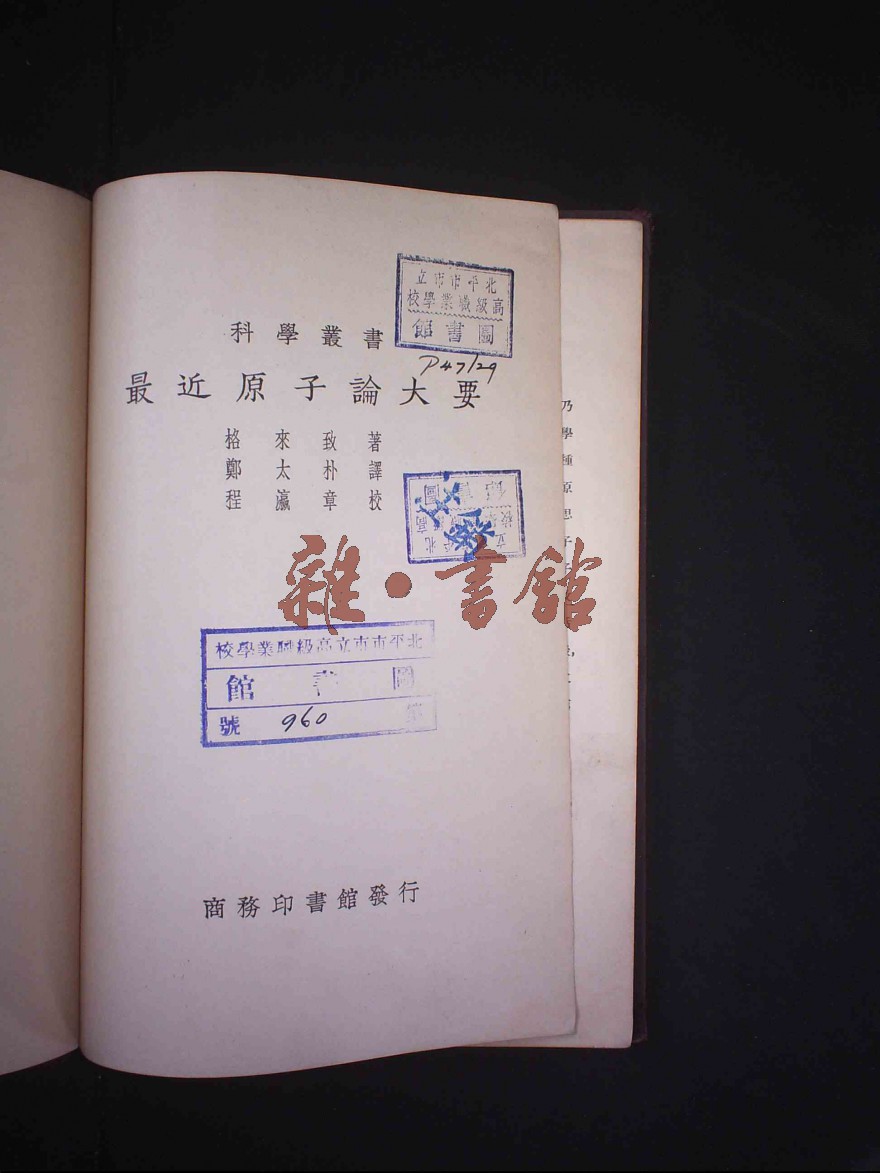 北平市市立
高級職業學校
圖書館
P47/29
科學叢書
最近原子論大要
格來致著
鄭太朴譯
程瀛章校
雜·書館
北平市市立高級職業學校
圖書館
第960號
商務印書館發行